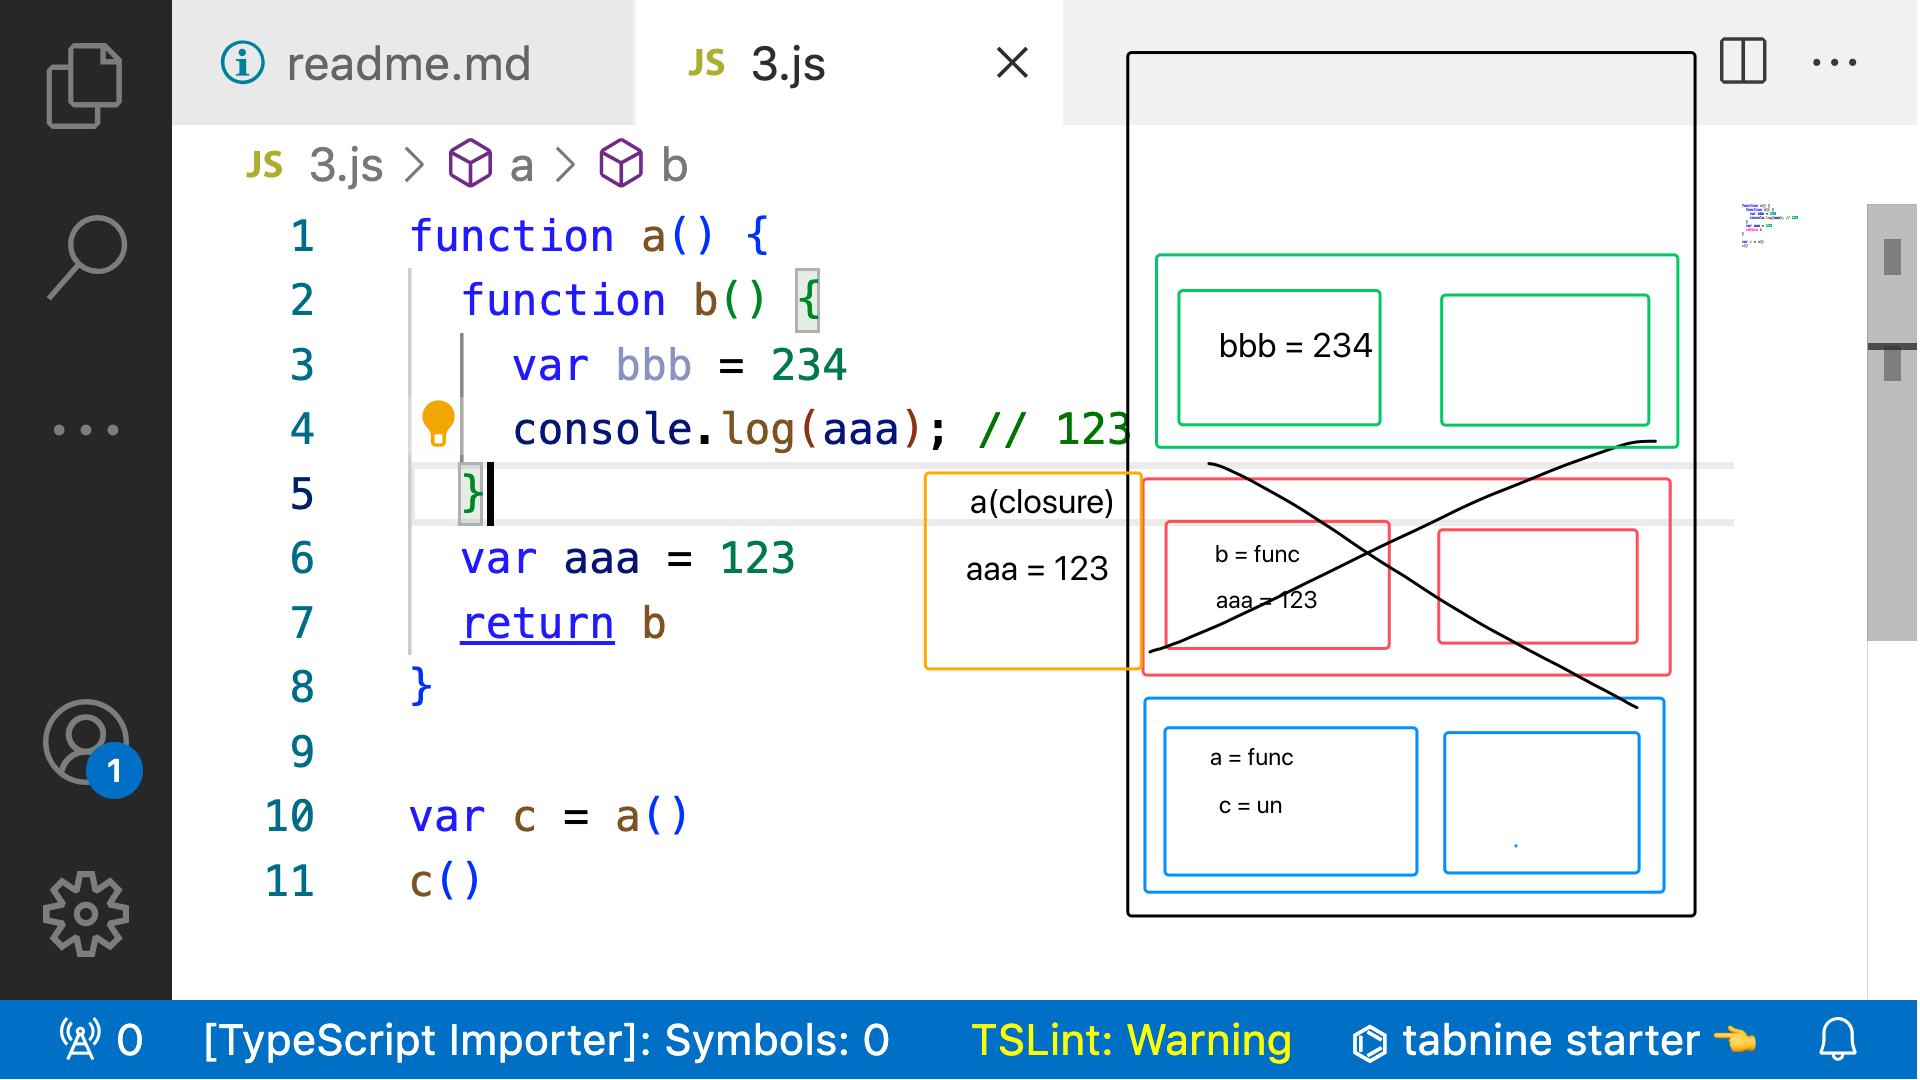 readme.md
JS 3.js
JS 3.js > a > b
1 function a() {
2 function b() {
3 var bbb = 234
4 console.log(aaa); // 123
5 }
6 var aaa = 123
7 return b
8 }
9
10 var c = a()
11 c()
bbb = 234
a(closure)
aaa = 123
b = func
aaa = 123
a = func
c = un
1
0 [TypeScript Importer]: Symbols: 0 TSLint: Warning tabnine starter